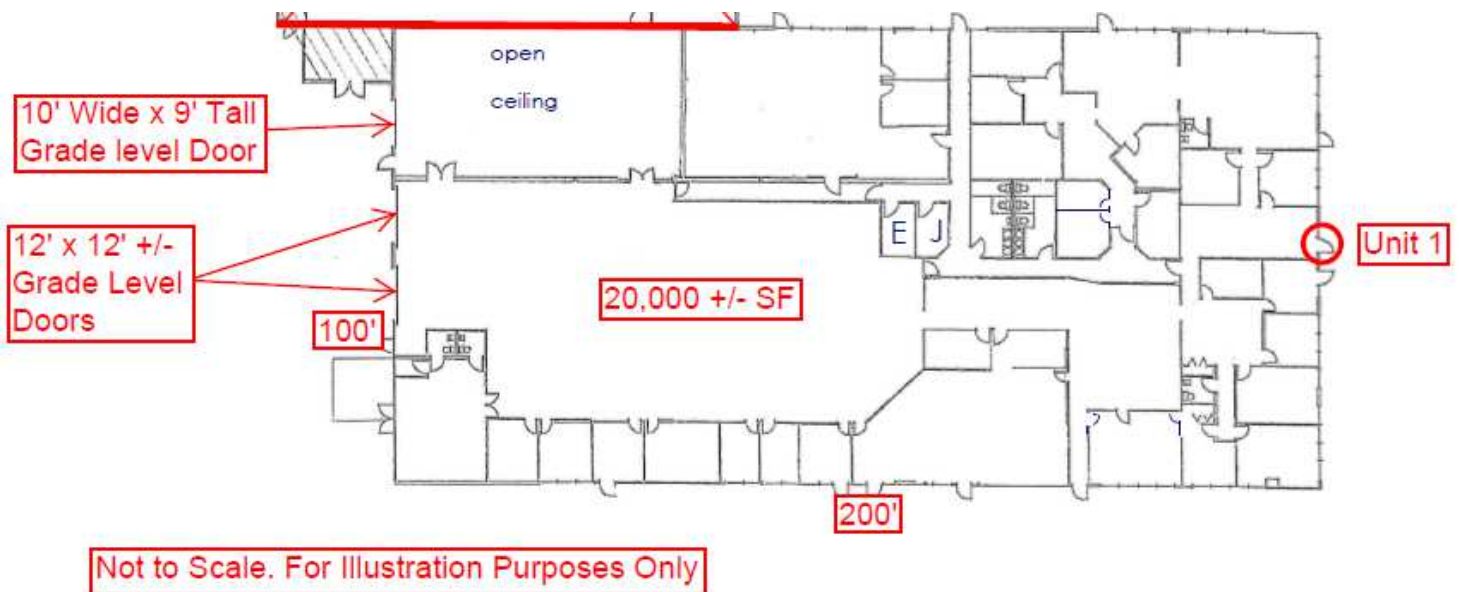 open
ceiling
10' Wide x 9' Tall
Grade level Door
12' x 12' +/-
Grade Level
Doors
E J
Unit 1
20,000 +/- SF
100'
200'
Not to Scale. For Illustration Purposes Only